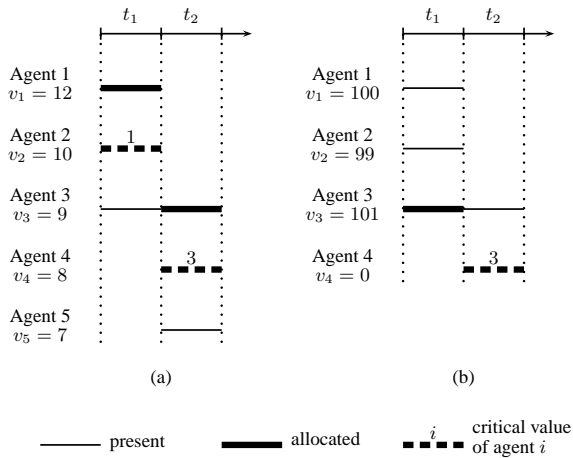 t₁ t₂ t₁ t₂
Agent 1
v₁ = 12
Agent 2
v₂ = 10
1
Agent 3
v₃ = 9
Agent 4
v₄ = 8
3
Agent 5
v₅ = 7
(a)
Agent 1
v₁ = 100
Agent 2
v₂ = 99
Agent 3
v₃ = 101
Agent 4
v₄ = 0
3
(b)
present
allocated
i
critical value
of agent i